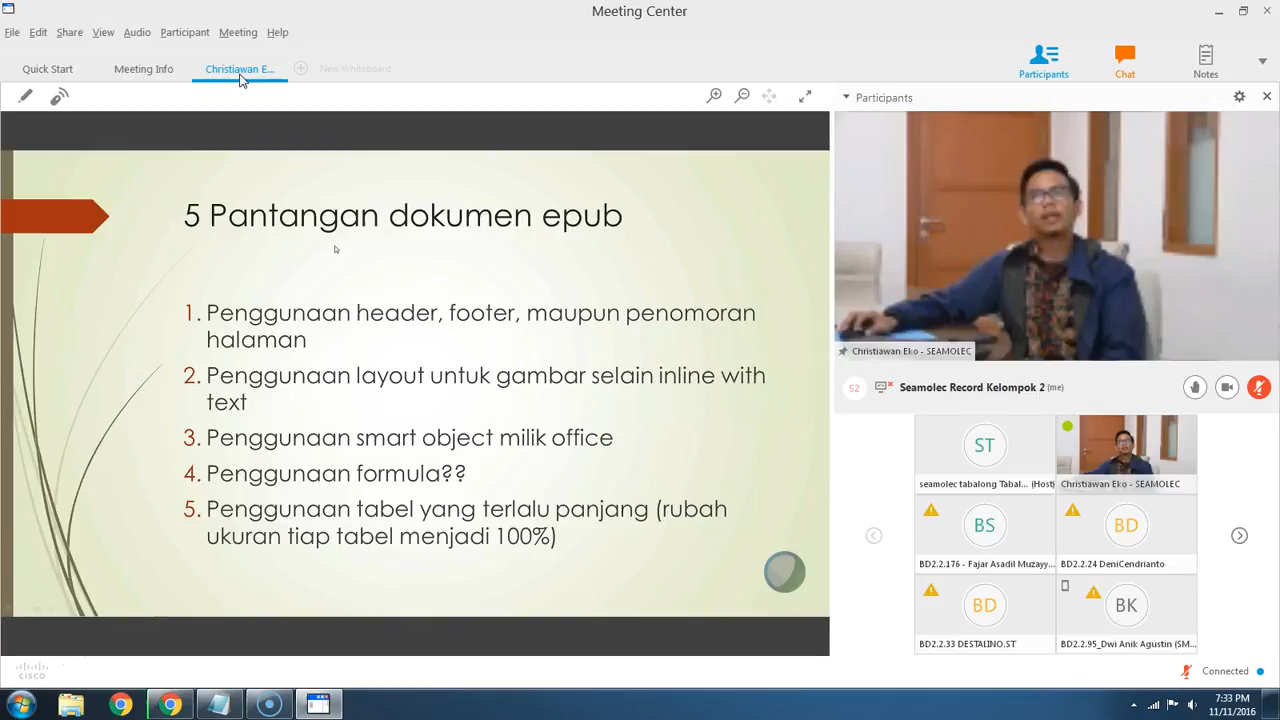 Meeting Center
File Edit Share View Audio Participant Meeting Help
Quick Start Meeting Info Christiawan E... New Whiteboard
Participants Chat Notes
Participants
5 Pantangan dokumen epub
1. Penggunaan header, footer, maupun penomoran
halaman
2. Penggunaan layout untuk gambar selain inline with
text
3. Penggunaan smart object milik office
4. Penggunaan formula??
5. Penggunaan tabel yang terlalu panjang (rubah
ukuran tiap tabel menjadi 100%)
Christiawan Eko - SEAMOLEC
S2 Seamolec Record Kelompok 2 (me)
ST
seamolec tabalong Tabal... (Host) Christiawan Eko - SEAMOLEC
BS BD
BD2.2.176 - Fajar Asadil Muzayy... BD2.2.24 DeniCendrianto
BD BK
BD2.2.33 DESTALINO.ST BD2.2.95_Dwi Anik Agustin (SM...
CISCO
Connected
7:33 PM
11/11/2016